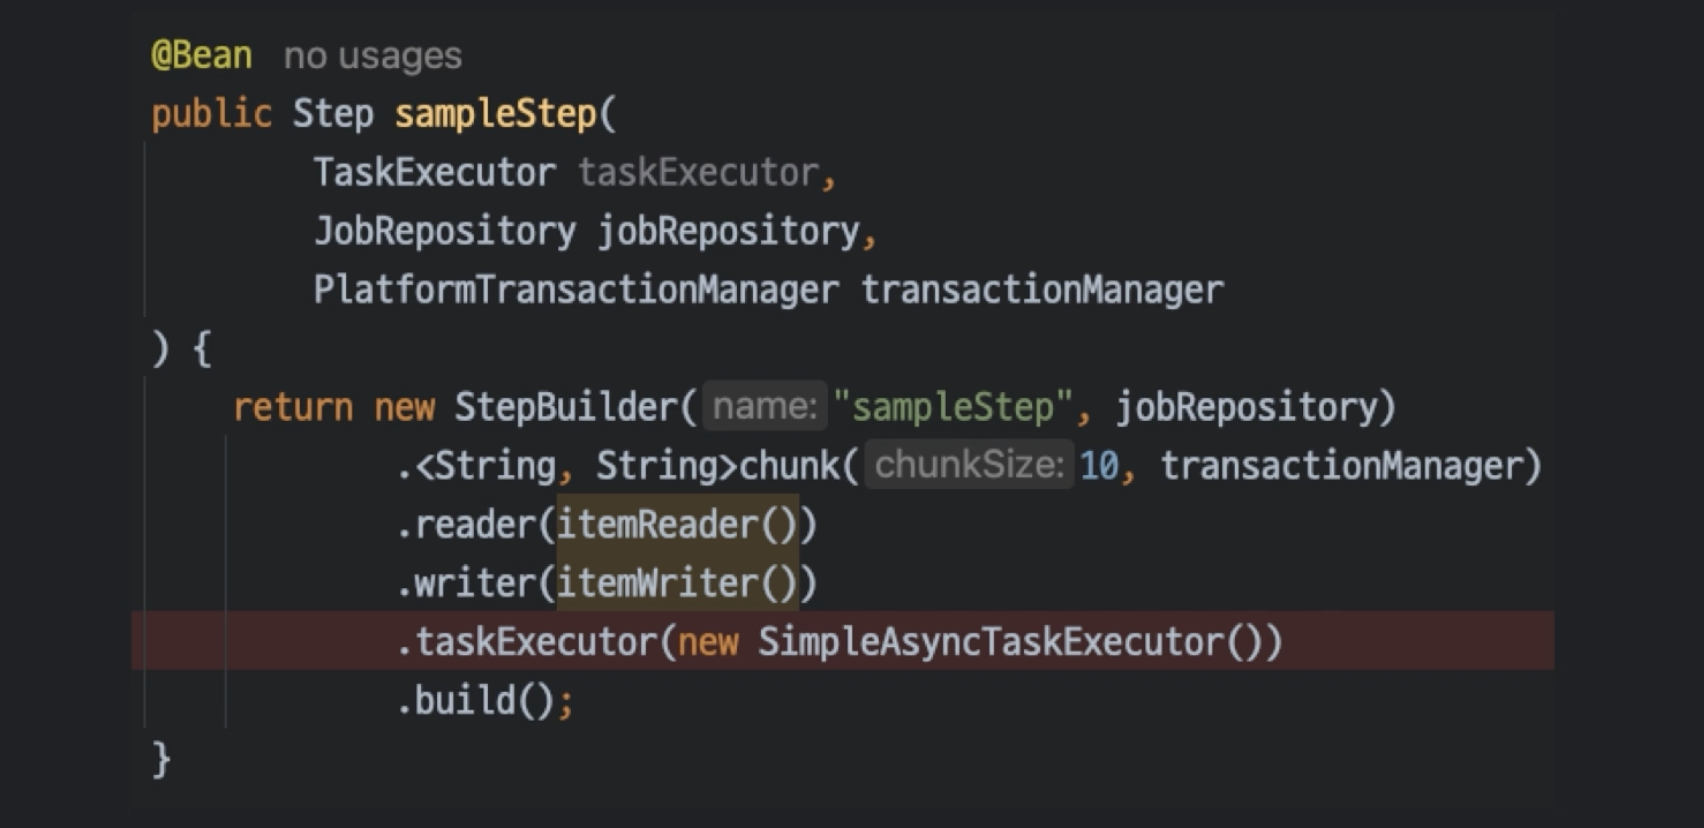 @Bean no usages
public Step sampleStep(
TaskExecutor taskExecutor,
JobRepository jobRepository,
PlatformTransactionManager transactionManager
) {
return new StepBuilder( name: "sampleStep", jobRepository)
.<String, String>chunk( chunkSize: 10, transactionManager)
.reader(itemReader())
.writer(itemWriter())
.taskExecutor(new SimpleAsyncTaskExecutor())
.build();
}